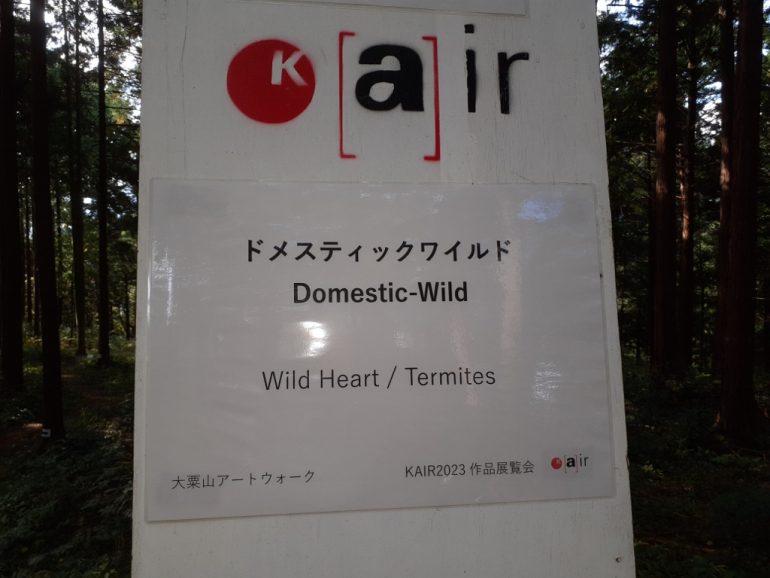 K[a]ir
ドメスティックワイルド
Domestic-Wild
Wild Heart / Termites
大粟山アートウォーク
KAIR2023 作品展覧会 [a]ir